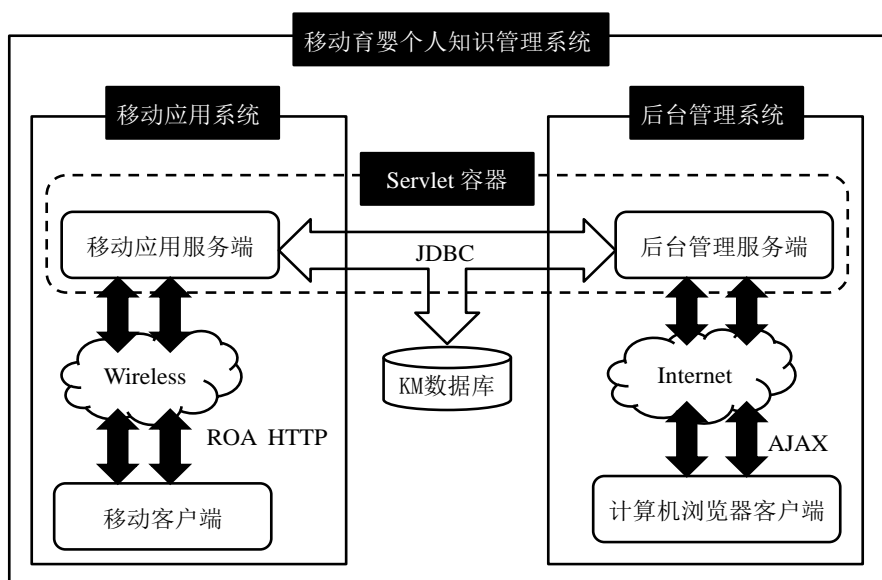 移动育婴个人知识管理系统
移动应用系统
后台管理系统
Servlet 容器
移动应用服务端
后台管理服务端
JDBC
Wireless
KM数据库
Internet
ROA HTTP
AJAX
移动客户端
计算机浏览器客户端